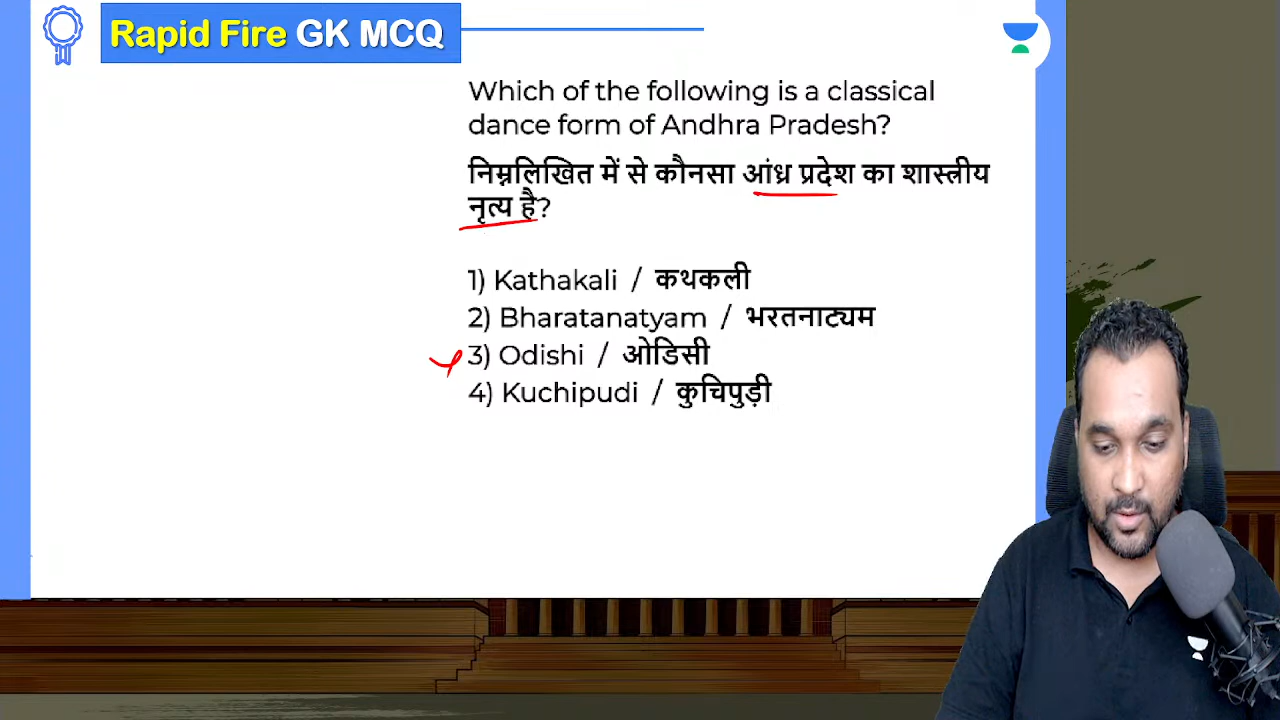 Rapid Fire GK MCQ
Which of the following is a classical
dance form of Andhra Pradesh?
निम्नलिखित में से कौनसा आंध्र प्रदेश का शास्त्रीय
नृत्य है?
1) Kathakali / कथकली
2) Bharatanatyam / भरतनाट्यम
3) Odishi / ओडिसी
4) Kuchipudi / कुचिपुड़ी